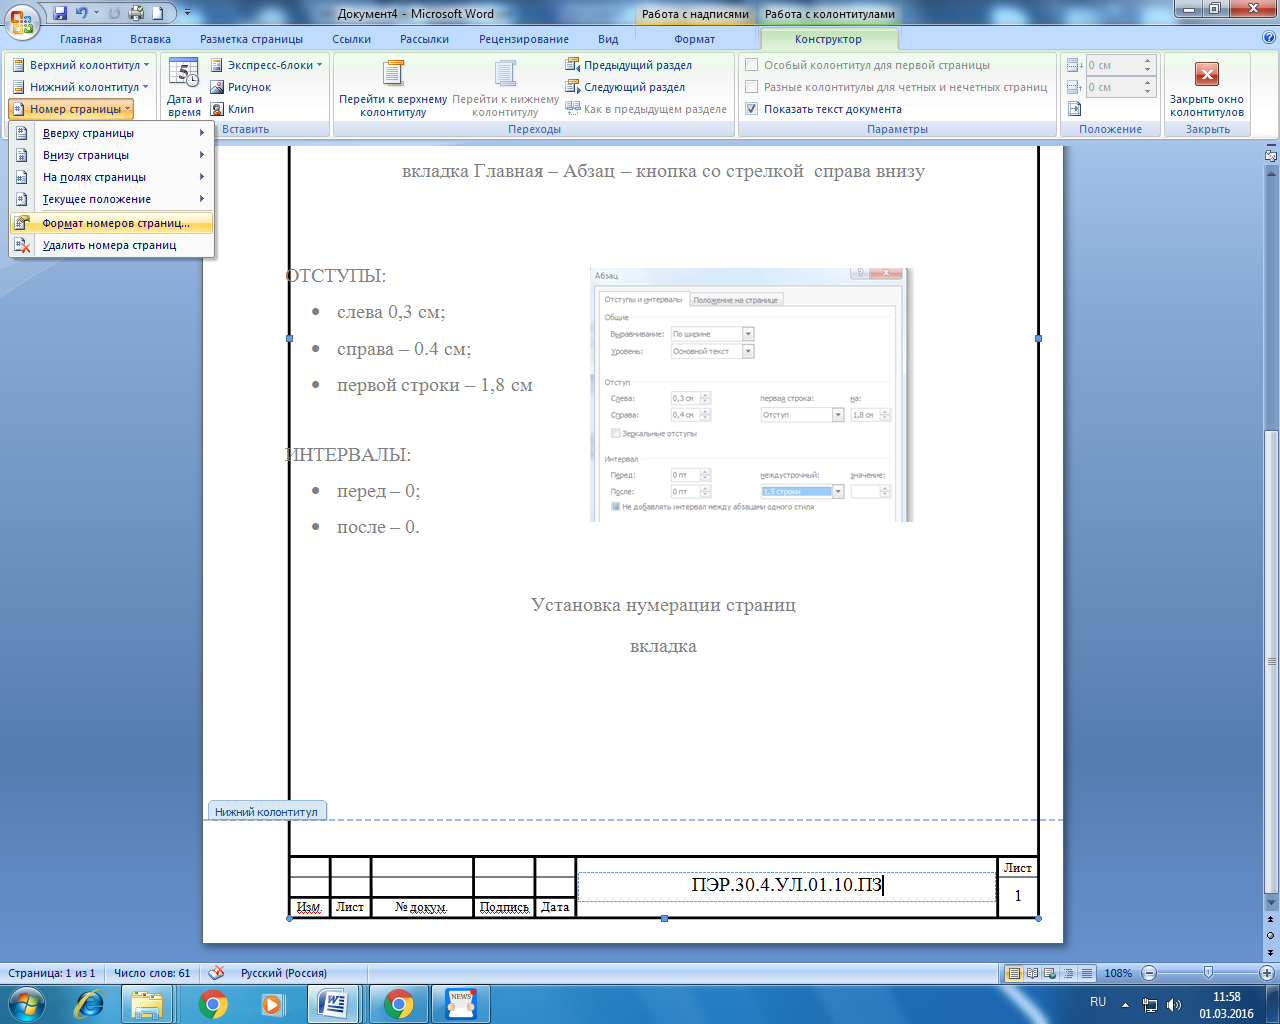 Документ4 - Microsoft Word
Работа с надписями
Работа с колонтитулами
Главная
Вставка
Разметка страницы
Ссылки
Рассылки
Рецензирование
Вид
Формат
Конструктор
Верхний колонтитул
Нижний колонтитул
Номер страницы
5
Дата и
время
Экспресс-блоки
Рисунок
Клип
Вставить
Перейти к верхнему
колонтитулу
Перейти к нижнему
колонтитулу
Предыдущий раздел
Следующий раздел
Как в предыдущем разделе
Переходы
Особый колонтитул для первой страницы
Разные колонтитулы для четных и нечетных страниц
Показать текст документа
Параметры
0 см
0 см
Положение
Закрыть окно
колонтитулов
Закрыть
Вверху страницы
Внизу страницы
На полях страницы
Текущее положение
Формат номеров страниц...
Удалить номера страниц
вкладка Главная – Абзац – кнопка со стрелкой справа внизу
ОТСТУПЫ:
• слева 0,3 см;
• справа – 0.4 см;
• первой строки – 1,8 см
ИНТЕРВАЛЫ:
• перед – 0;
• после – 0.
Абзац
Отступы и интервалы
Положение на странице
Общие
Выравнивание: По ширине
Уровень: Основной текст
Отступ
Слева: 0,3 см первая строка: на:
Справа: 0,4 см Отступ 1,8 см
Зеркальные отступы
Интервал
Перед: 0 пт междустрочный: значение:
После: 0 пт 1,5 строки
Не добавлять интервал между абзацами одного стиля
Установка нумерации страниц
вкладка
Нижний колонтитул
Изм. Лист № докум. Подпись Дата
ПЭР.30.4.УЛ.01.10.ПЗ
Лист
1
Страница: 1 из 1
Число слов: 61
Русский (Россия)
108%
NEWS
RU
11:58
01.03.2016